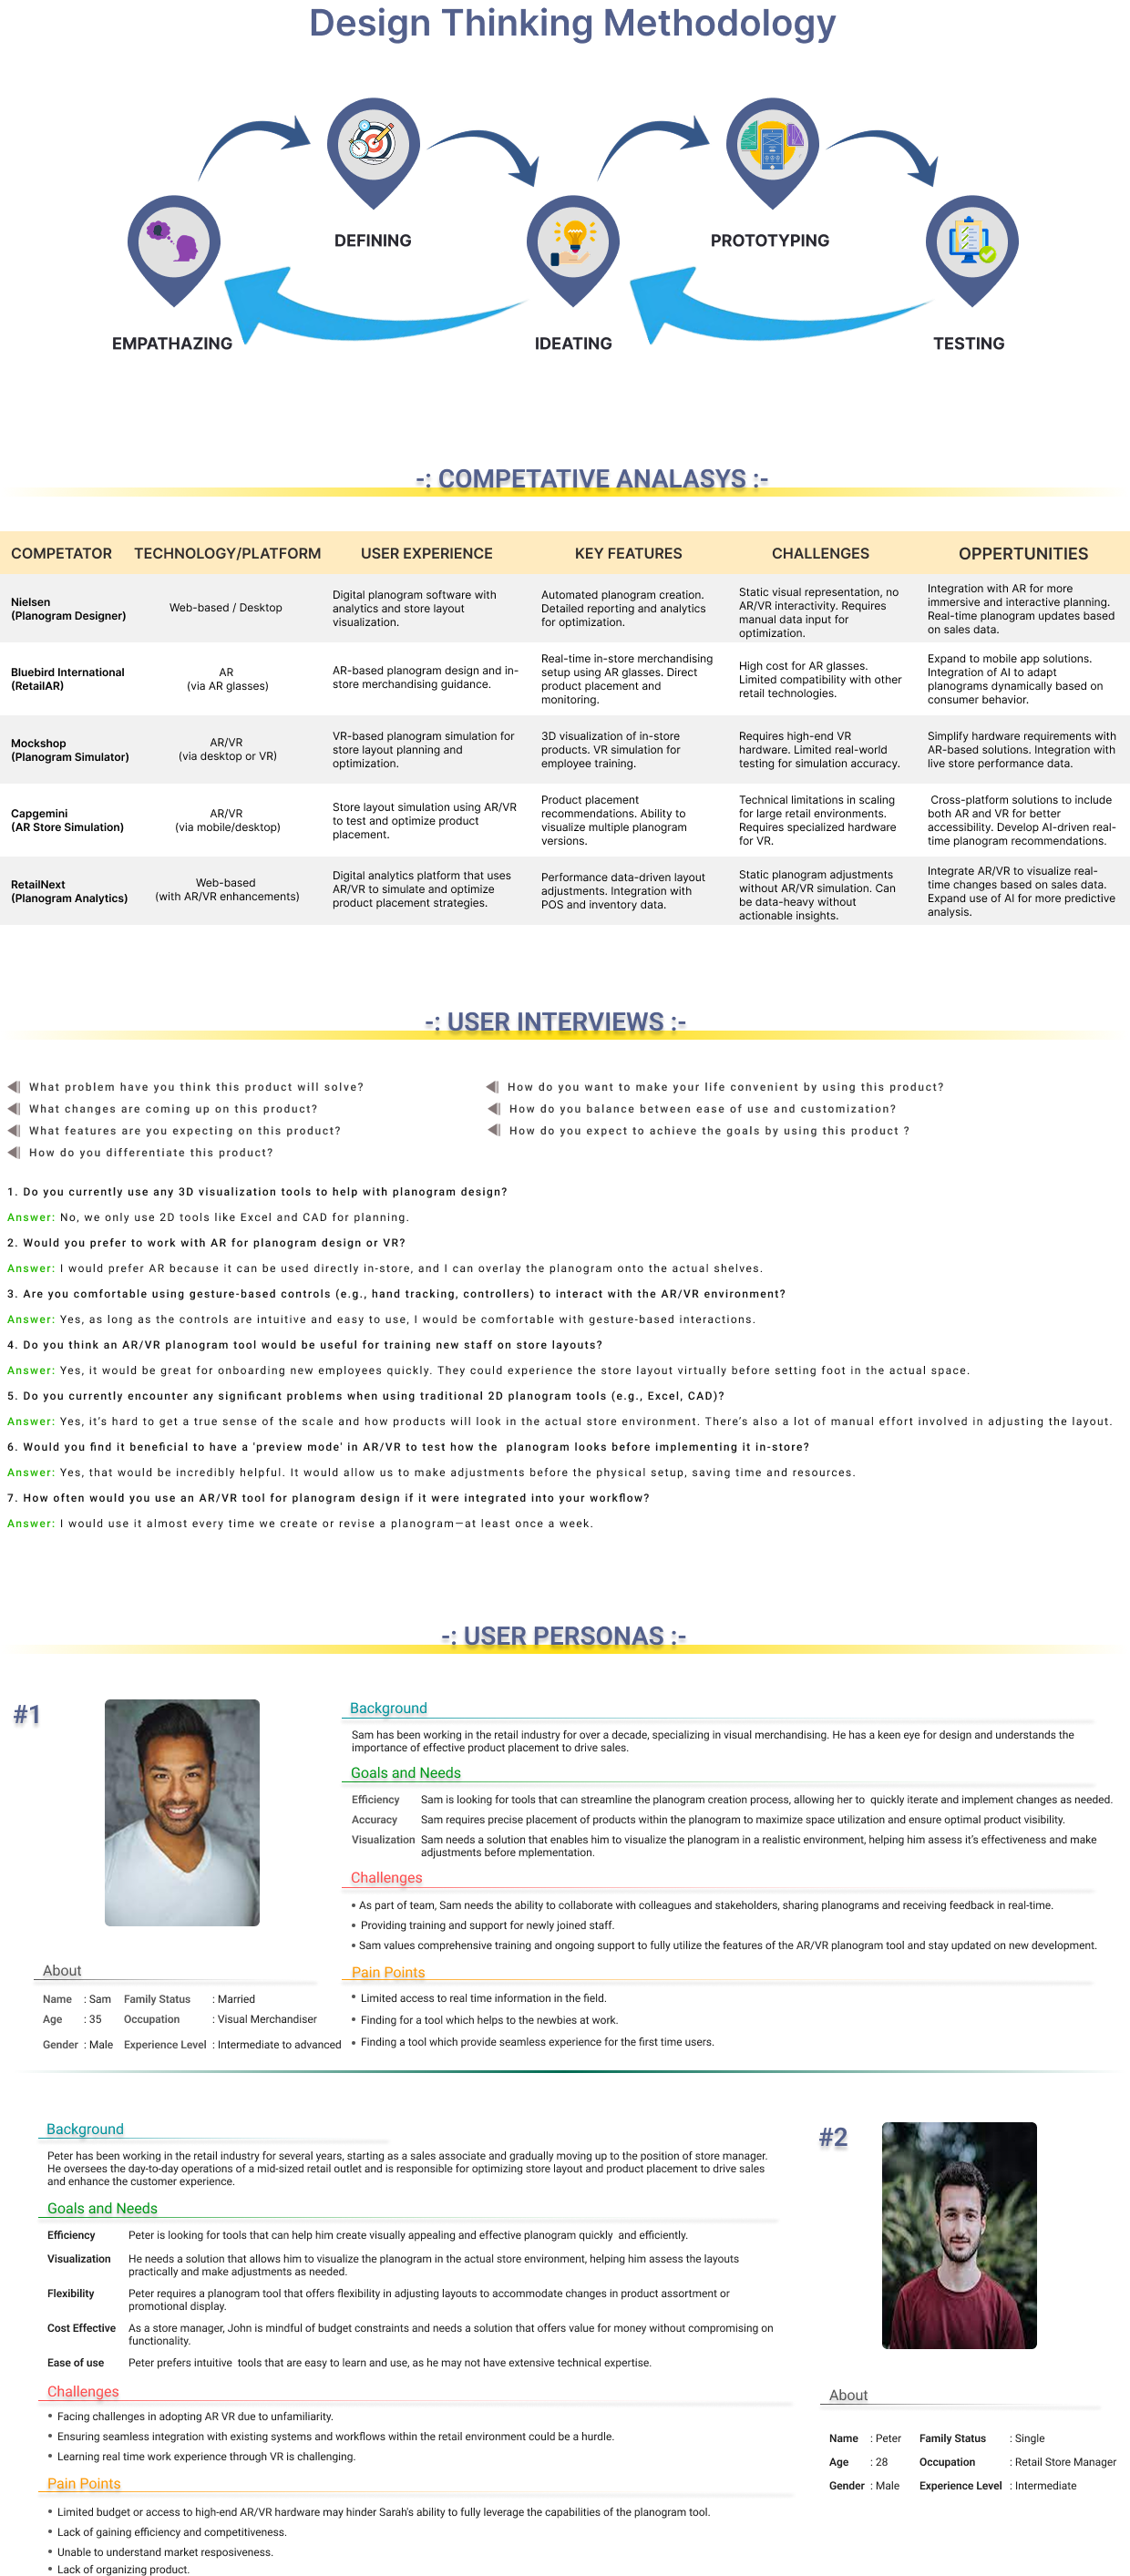 Design Thinking Methodology
DEFINING
PROTOTYPING
EMPATHAZING
IDEATING
TESTING
-: COMPETATIVE ANALASYS :-
COMPETATOR TECHNOLOGY/PLATFORM USER EXPERIENCE KEY FEATURES CHALLENGES OPPERTUNITIES
Nielsen
(Planogram Designer)
Web-based / Desktop
Digital planogram software with
analytics and store layout
visualization.
Automated planogram creation.
Detailed reporting and analytics
for optimization.
Static visual representation, no
AR/VR interactivity. Requires
manual data input for
optimization.
Integration with AR for more
immersive and interactive planning.
Real-time planogram updates based
on sales data.
Bluebird International
(RetailAR)
AR
(via AR glasses)
AR-based planogram design and in-
store merchandising guidance.
Real-time in-store merchandising
setup using AR glasses. Direct
product placement and
monitoring.
High cost for AR glasses.
Limited compatibility with other
retail technologies.
Expand to mobile app solutions.
Integration of AI to adapt
planograms dynamically based on
consumer behavior.
Mockshop
(Planogram Simulator)
AR/VR
(via desktop or VR)
VR-based planogram simulation for
store layout planning and
optimization.
3D visualization of in-store
products. VR simulation for
employee training.
Requires high-end VR
hardware. Limited real-world
testing for simulation accuracy.
Simplify hardware requirements with
AR-based solutions. Integration with
live store performance data.
Capgemini
(AR Store Simulation)
AR/VR
(via mobile/desktop)
Store layout simulation using AR/VR
to test and optimize product
placement.
Product placement
recommendations. Ability to
visualize multiple planogram
versions.
Technical limitations in scaling
for large retail environments.
Requires specialized hardware
for VR.
Cross-platform solutions to include
both AR and VR for better
accessibility. Develop AI-driven real-
time planogram recommendations.
RetailNext
(Planogram Analytics)
Web-based
(with AR/VR enhancements)
Digital analytics platform that uses
AR/VR to simulate and optimize
product placement strategies.
Performance data-driven layout
adjustments. Integration with
POS and inventory data.
Static planogram adjustments
without AR/VR simulation. Can
be data-heavy without
actionable insights.
Integrate AR/VR to visualize real-
time changes based on sales data.
Expand use of AI for more predictive
analysis.
-: USER INTERVIEWS :-
What problem have you think this product will solve?
What changes are coming up on this product?
What features are you expecting on this product?
How do you differentiate this product?
How do you want to make your life convenient by using this product?
How do you balance between ease of use and customization?
How do you expect to achieve the goals by using this product ?
1. Do you currently use any 3D visualization tools to help with planogram design?
Answer: No, we only use 2D tools like Excel and CAD for planning.
2. Would you prefer to work with AR for planogram design or VR?
Answer: I would prefer AR because it can be used directly in-store, and I can overlay the planogram onto the actual shelves.
3. Are you comfortable using gesture-based controls (e.g., hand tracking, controllers) to interact with the AR/VR environment?
Answer: Yes, as long as the controls are intuitive and easy to use, I would be comfortable with gesture-based interactions.
4. Do you think an AR/VR planogram tool would be useful for training new staff on store layouts?
Answer: Yes, it would be great for onboarding new employees quickly. They could experience the store layout virtually before setting foot in the actual space.
5. Do you currently encounter any significant problems when using traditional 2D planogram tools (e.g., Excel, CAD)?
Answer: Yes, it's hard to get a true sense of the scale and how products will look in the actual store environment. There's also a lot of manual effort involved in adjusting the layout.
6. Would you find it beneficial to have a 'preview mode' in AR/VR to test how the planogram looks before implementing it in-store?
Answer: Yes, that would be incredibly helpful. It would allow us to make adjustments before the physical setup, saving time and resources.
7. How often would you use an AR/VR tool for planogram design if it were integrated into your workflow?
Answer: I would use it almost every time we create or revise a planogram—at least once a week.
-: USER PERSONAS :-
#1
Background
Sam has been working in the retail industry for over a decade, specializing in visual merchandising. He has a keen eye for design and understands the
importance of effective product placement to drive sales.
Goals and Needs
Efficiency Sam is looking for tools that can streamline the planogram creation process, allowing her to quickly iterate and implement changes as needed.
Accuracy Sam requires precise placement of products within the planogram to maximize space utilization and ensure optimal product visibility.
Visualization Sam needs a solution that enables him to visualize the planogram in a realistic environment, helping him assess it's effectiveness and make
adjustments before mplementation.
Challenges
• As part of team, Sam needs the ability to collaborate with colleagues and stakeholders, sharing planograms and receiving feedback in real-time.
• Providing training and support for newly joined staff.
• Sam values comprehensive training and ongoing support to fully utilize the features of the AR/VR planogram tool and stay updated on new development.
Pain Points
• Limited access to real time information in the field.
• Finding for a tool which helps to the newbies at work.
• Finding a tool which provide seamless experience for the first time users.
About
Name : Sam Family Status : Married
Age : 35 Occupation : Visual Merchandiser
Gender : Male Experience Level : Intermediate to advanced
Background
Peter has been working in the retail industry for several years, starting as a sales associate and gradually moving up to the position of store manager.
He oversees the day-to-day operations of a mid-sized retail outlet and is responsible for optimizing store layout and product placement to drive sales
and enhance the customer experience.
Goals and Needs
Efficiency Peter is looking for tools that can help him create visually appealing and effective planogram quickly and efficiently.
Visualization He needs a solution that allows him to visualize the planogram in the actual store environment, helping him assess the layouts
practically and make adjustments as needed.
Flexibility Peter requires a planogram tool that offers flexibility in adjusting layouts to accommodate changes in product assortment or
promotional display.
Cost Effective As a store manager, John is mindful of budget constraints and needs a solution that offers value for money without compromising on
functionality.
Ease of use Peter prefers intuitive tools that are easy to learn and use, as he may not have extensive technical expertise.
Challenges
• Facing challenges in adopting AR VR due to unfamiliarity.
• Ensuring seamless integration with existing systems and workflows within the retail environment could be a hurdle.
• Learning real time work experience through VR is challenging.
Pain Points
• Limited budget or access to high-end AR/VR hardware may hinder Sarah's ability to fully leverage the capabilities of the planogram tool.
• Lack of gaining efficiency and competitiveness.
• Unable to understand market resposiveness.
• Lack of organizing product.
#2
About
Name : Peter Family Status : Single
Age : 28 Occupation : Retail Store Manager
Gender : Male Experience Level : Intermediate